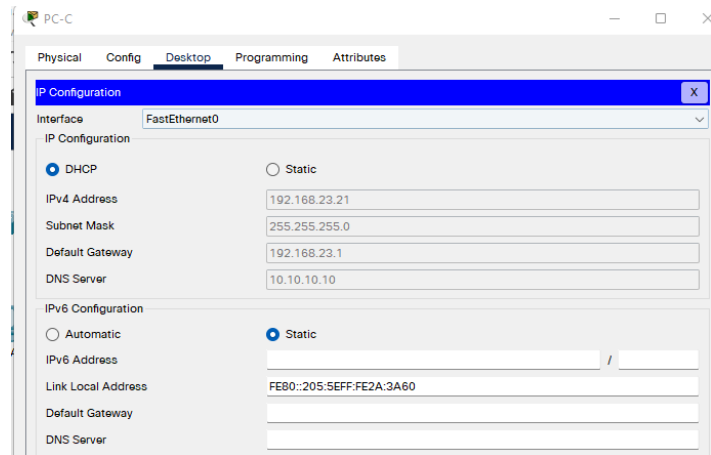 PC-C
Physical Config Desktop Programming Attributes
IP Configuration X
Interface FastEthernet0
IP Configuration
DHCP Static
IPv4 Address 192.168.23.21
Subnet Mask 255.255.255.0
Default Gateway 192.168.23.1
DNS Server 10.10.10.10
IPv6 Configuration
Automatic Static
IPv6 Address /
Link Local Address FE80::205:5EFF:FE2A:3A60
Default Gateway
DNS Server